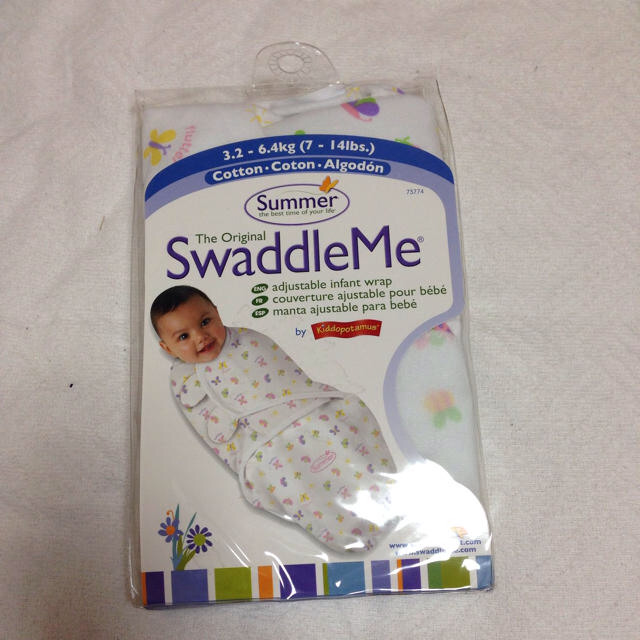 3.2 - 6.4kg (7 - 14lbs.)
Cotton • Coton • Algodón
75774
Summer
the best time of your life
The Original
SwaddleMe®
ENG adjustable infant wrap
FR couverture ajustable pour bébé
ESP manta ajustable para bebé
by Kiddopotamus®